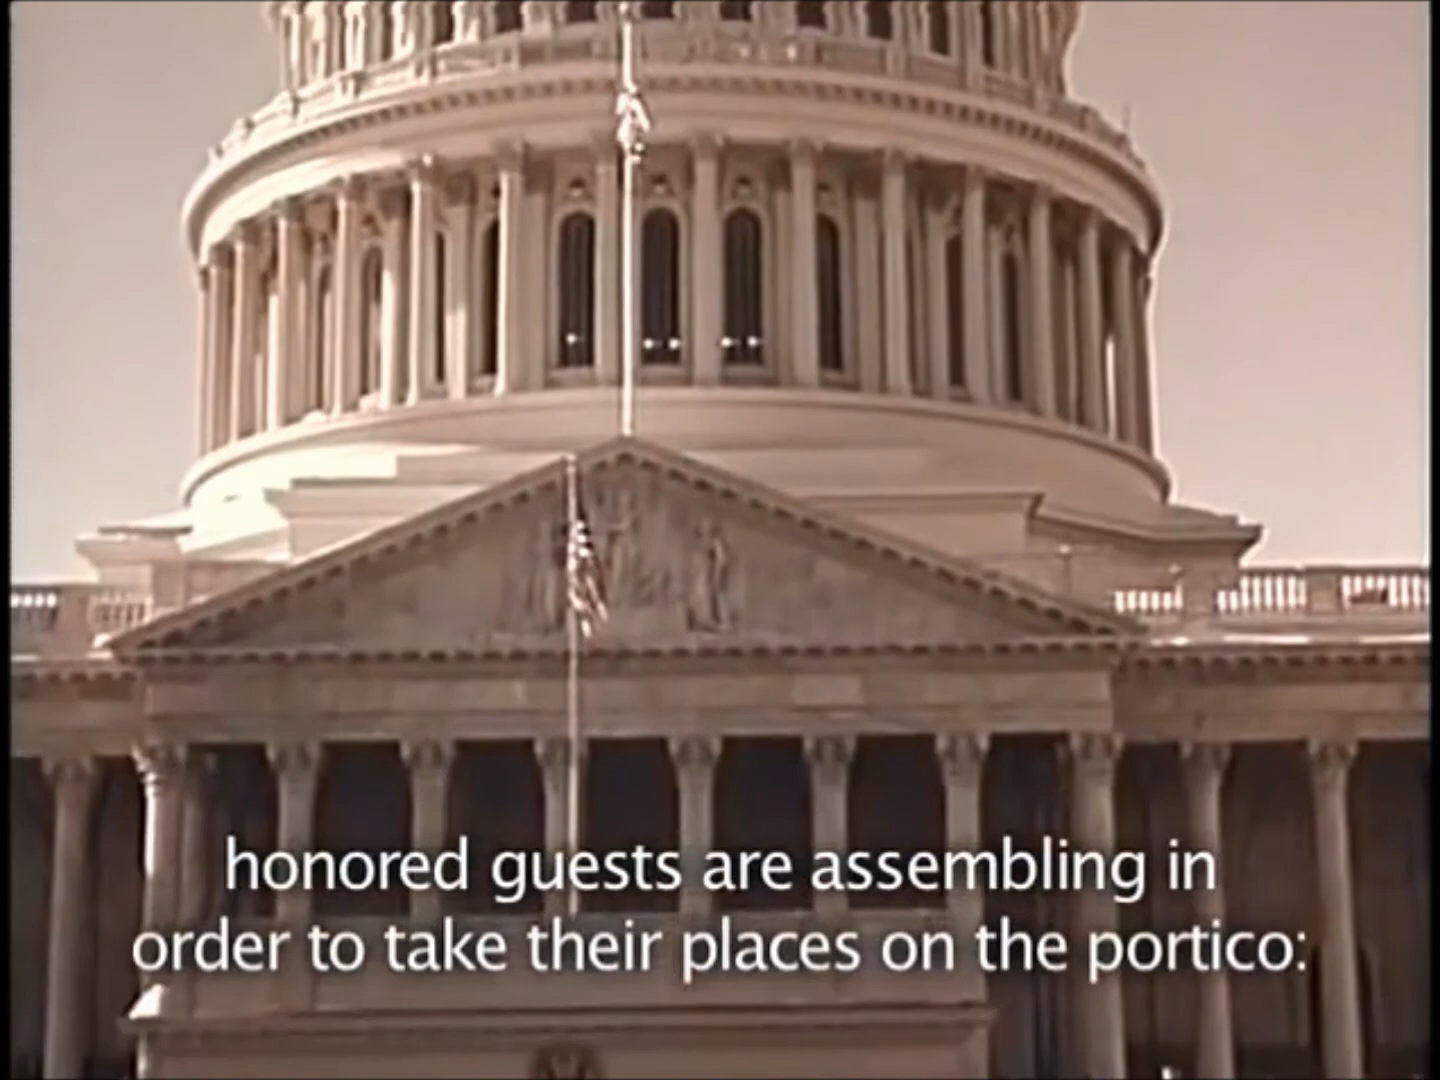 honored guests are assembling in
order to take their places on the portico: